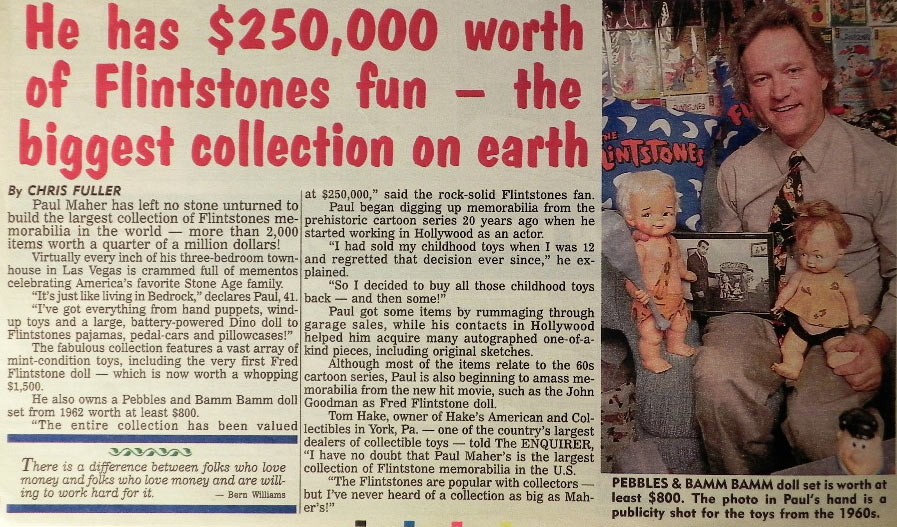 He has $250,000 worth
of Flintstones fun – the
biggest collection on earth
By CHRIS FULLER
Paul Maher has left no stone unturned to
build the largest collection of Flintstones me-
morabilia in the world — more than 2,000
items worth a quarter of a million dollars!
Virtually every inch of his three-bedroom town-
house in Las Vegas is crammed full of mementos
celebrating America's favorite Stone Age family.
"It's just like living in Bedrock," declares Paul, 41.
"I've got everything from hand puppets, wind-
up toys and a large, battery-powered Dino doll to
Flintstones pajamas, pedal-cars and pillowcases!"
The fabulous collection features a vast array of
mint-condition toys, including the very first Fred
Flintstone doll — which is now worth a whopping
$1,500.
He also owns a Pebbles and Bamm Bamm doll
set from 1962 worth at least $800.
"The entire collection has been valued
There is a difference between folks who love
money and folks who love money and are will-
ing to work hard for it.
— Bern Williams
at $250,000," said the rock-solid Flintstones fan.
Paul began digging up memorabilia from the
prehistoric cartoon series 20 years ago when he
started working in Hollywood as an actor.
"I had sold my childhood toys when I was 12
and regretted that decision ever since," he ex-
plained.
"So I decided to buy all those childhood toys
back — and then some!"
Paul got some items by rummaging through
garage sales, while his contacts in Hollywood
helped him acquire many autographed one-of-a-
kind pieces, including original sketches.
Although most of the items relate to the 60s
cartoon series, Paul is also beginning to amass me-
morabilia from the new hit movie, such as the John
Goodman as Fred Flintstone doll.
Tom Hake, owner of Hake's American and Col-
lectibles in York, Pa. — one of the country's largest
dealers of collectible toys — told The ENQUIRER,
"I have no doubt that Paul Maher's is the largest
collection of Flintstone memorabilia in the U.S.
"The Flintstones are popular with collectors —
but I've never heard of a collection as big as Mah-
er's!"
THE
LINTSTONES
PEBBLES & BAMM BAMM doll set is worth at
least $800. The photo in Paul's hand is a
publicity shot for the toys from the 1960s.